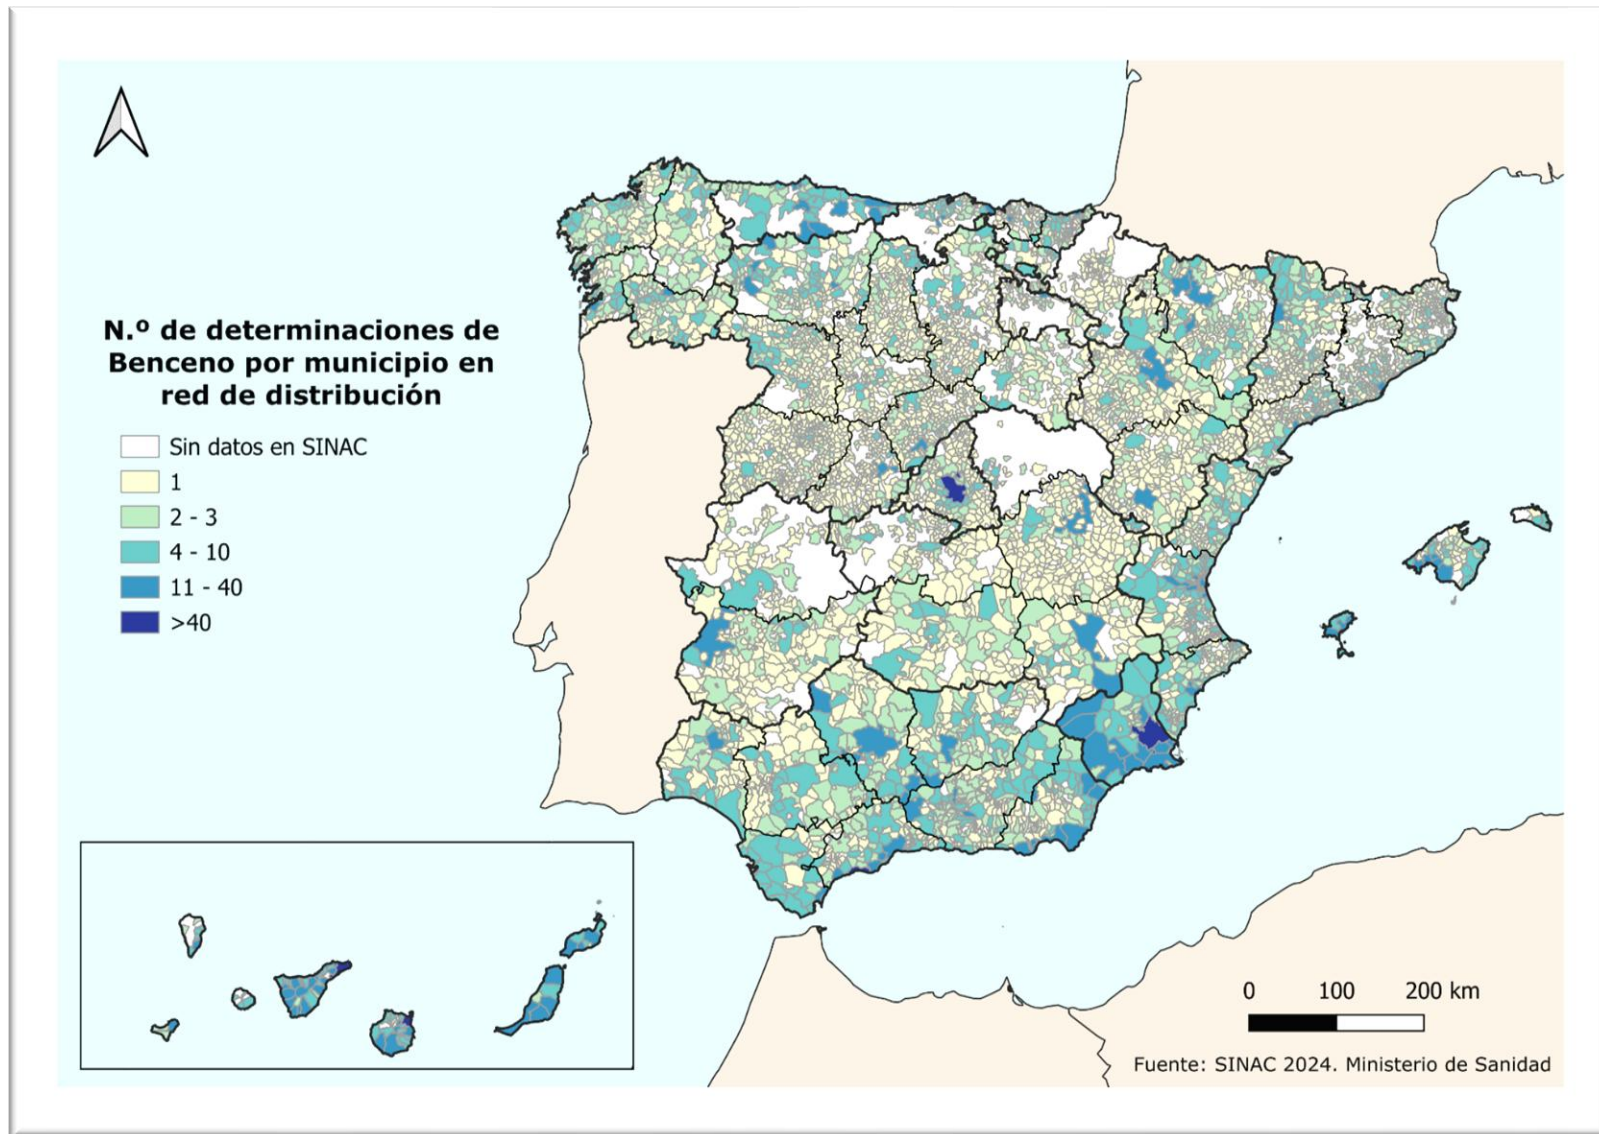 N.º de determinaciones de
Benceno por municipio en
red de distribución
Sin datos en SINAC
1
2 - 3
4 - 10
11 - 40
>40
0 100 200 km
Fuente: SINAC 2024. Ministerio de Sanidad